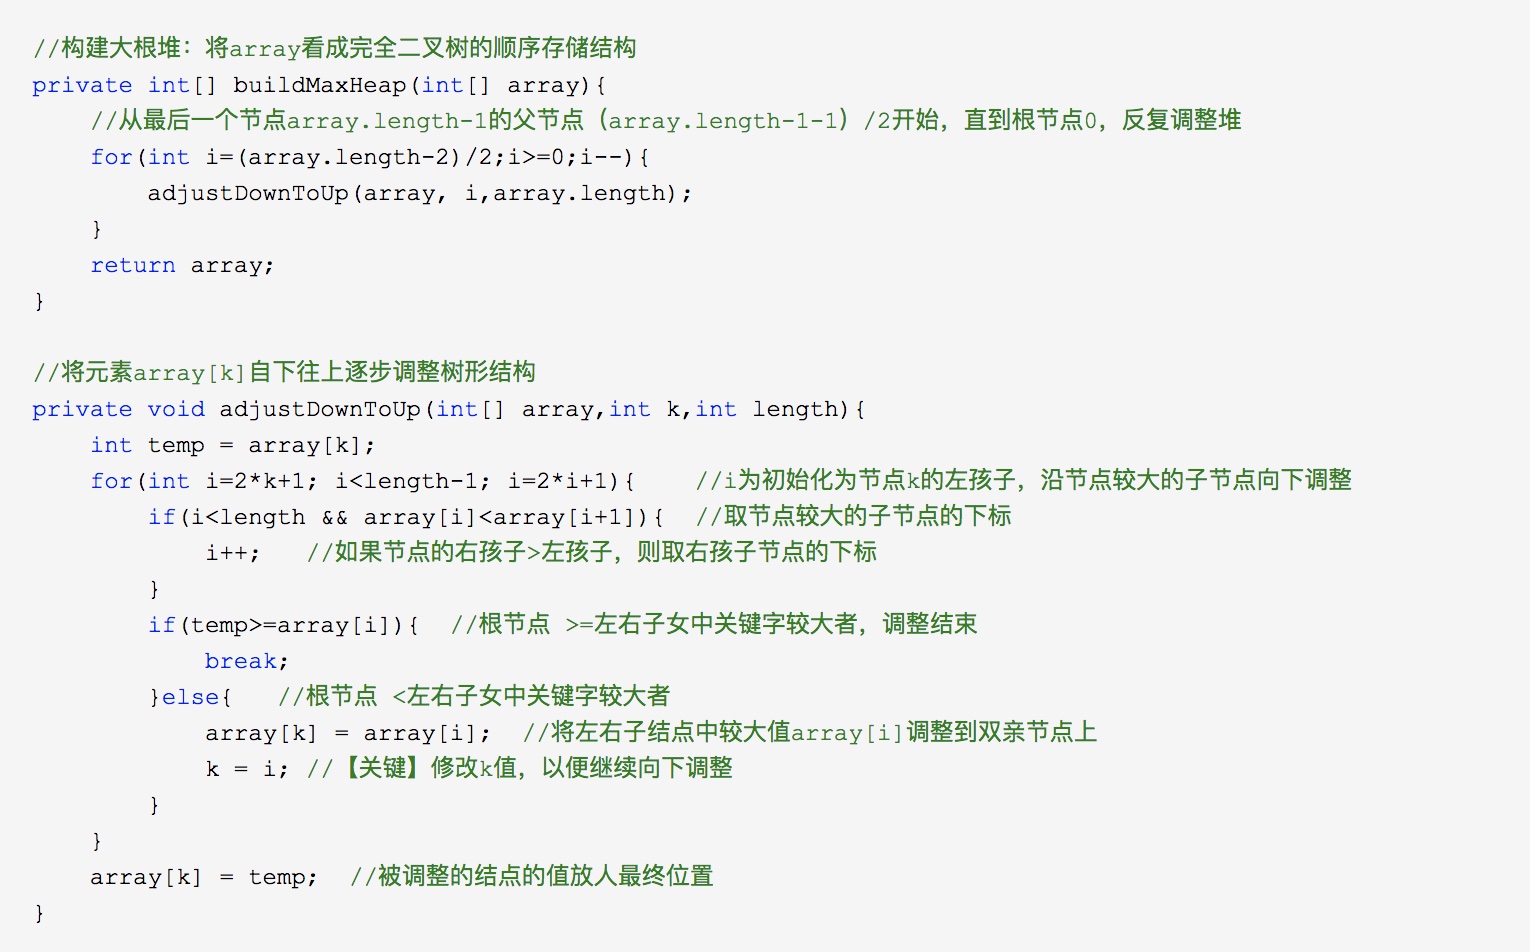 //构建大根堆：将array看成完全二叉树的顺序存储结构
private int[] buildMaxHeap(int[] array){
    //从最后一个节点array.length-1的父节点（array.length-1-1）/2开始，直到根节点0，反复调整堆
    for(int i=(array.length-2)/2;i>=0;i--){
        adjustDownToUp(array, i,array.length);
    }
    return array;
}
//将元素array[k]自下往上逐步调整树形结构
private void adjustDownToUp(int[] array,int k,int length){
    int temp = array[k];
    for(int i=2*k+1; i<length-1; i=2*i+1){    //i为初始化为节点k的左孩子，沿节点较大的子节点向下调整
        if(i<length && array[i]<array[i+1]){  //取节点较大的子节点的下标
            i++;   //如果节点的右孩子>左孩子，则取右孩子节点的下标
        }
        if(temp>=array[i]){  //根节点 >=左右子女中关键字较大者，调整结束
            break;
        }else{   //根节点 <左右子女中关键字较大者
            array[k] = array[i];  //将左右子结点中较大值array[i]调整到双亲节点上
            k = i; //【关键】修改k值，以便继续向下调整
        }
    }
    array[k] = temp;  //被调整的结点的值放人最终位置
}